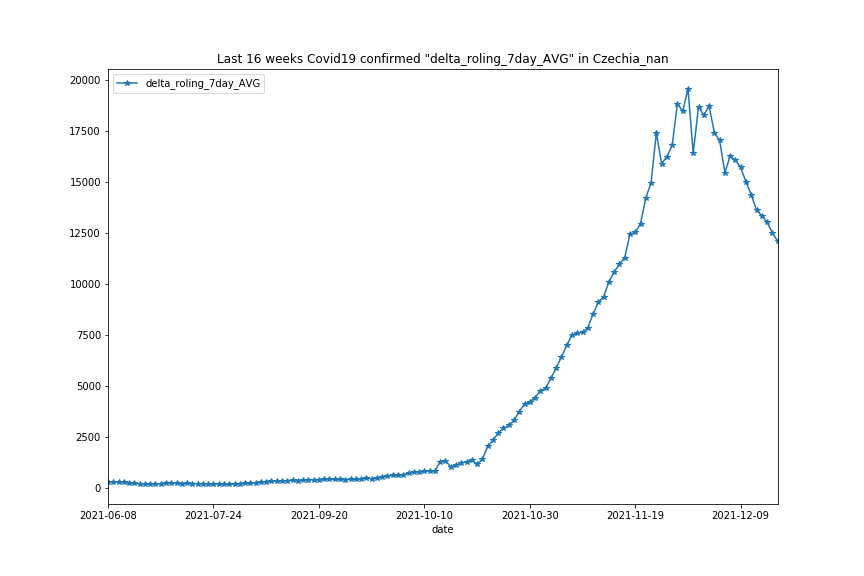 Last 16 weeks Covid19 confirmed "delta_roling_7day_AVG" in Czechia_nan
delta_roling_7day_AVG
20000
17500
15000
12500
10000
7500
5000
2500
0
2021-06-08 2021-07-24 2021-09-20 2021-10-10 2021-10-30 2021-11-19 2021-12-09
date